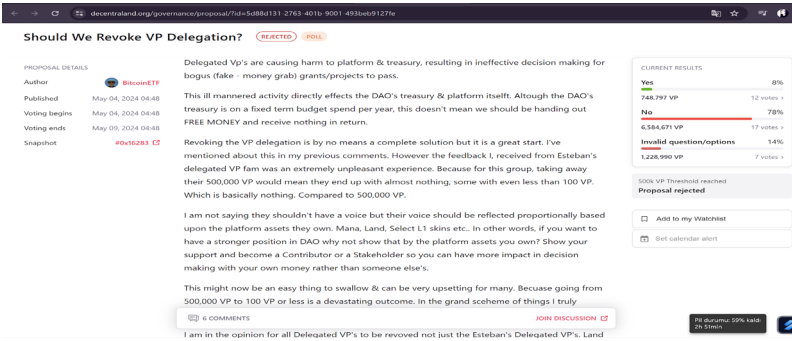 decentraland.org/governance/proposal/?id=5d88d131-2763-401b-9001-493beb9127fe
Should We Revoke VP Delegation?
REJECTED
POLL
PROPOSAL DETAILS
Author
BitcoinETF
Published
May 04, 2024 04:48
Voting begins
May 04, 2024 04:48
Voting ends
May 09, 2024 04:48
Snapshot
#0x16283
Delegated Vp's are causing harm to platform & treasury, resulting in ineffective decision making for
bogus (fake - money grab) grants/projects to pass.
This ill mannered activity directly effects the DAO's treasury & platform itselft. Altough the DAO's
treasury is on a fixed term budget spend per year, this doesn't mean we should be handing out
FREE MONEY and receive nothing in return.
Revoking the VP delegation is by no means a complete solution but it is a great start. I've
mentioned about this in my previous comments. However the feedback I, received from Esteban's
delegated VP fam was an extremely unpleasant experience. Because for this group, taking away
their 500,000 VP would mean they end up with almost nothing, some with even less than 100 VP.
Which is basically nothing. Compared to 500,000 VP.
I am not saying they shouldn't have a voice but their voice should be reflected proportionally based
upon the platform assets they own. Mana, Land, Select L1 skins etc.. In other words, if you want to
have a stronger position in DAO why not show that by the platform assets you own? Show your
support and become a Contributor or a Stakeholder so you can have more impact in decision
making with your own money rather than someone else's.
This might now be an easy thing to swallow & can be very upsetting for many. Becuase going from
500,000 VP to 100 VP or less is a devastating outcome. In the grand sceheme of things I truly
6 COMMENTS
JOIN DISCUSSION
I am in the opinion for all Delegated VP's to be revoved not just the Esteban's Delegated VP's. Land
CURRENT RESULTS
Yes
8%
748,797 VP
12 votes >
No
78%
6,584,671 VP
17 votes >
Invalid question/options
14%
1,228,990 VP
7 votes >
500k VP Threshold reached
Proposal rejected
Add to my Watchlist
Set calendar alert
Pil durumu: 59% kaldı
2h 51min